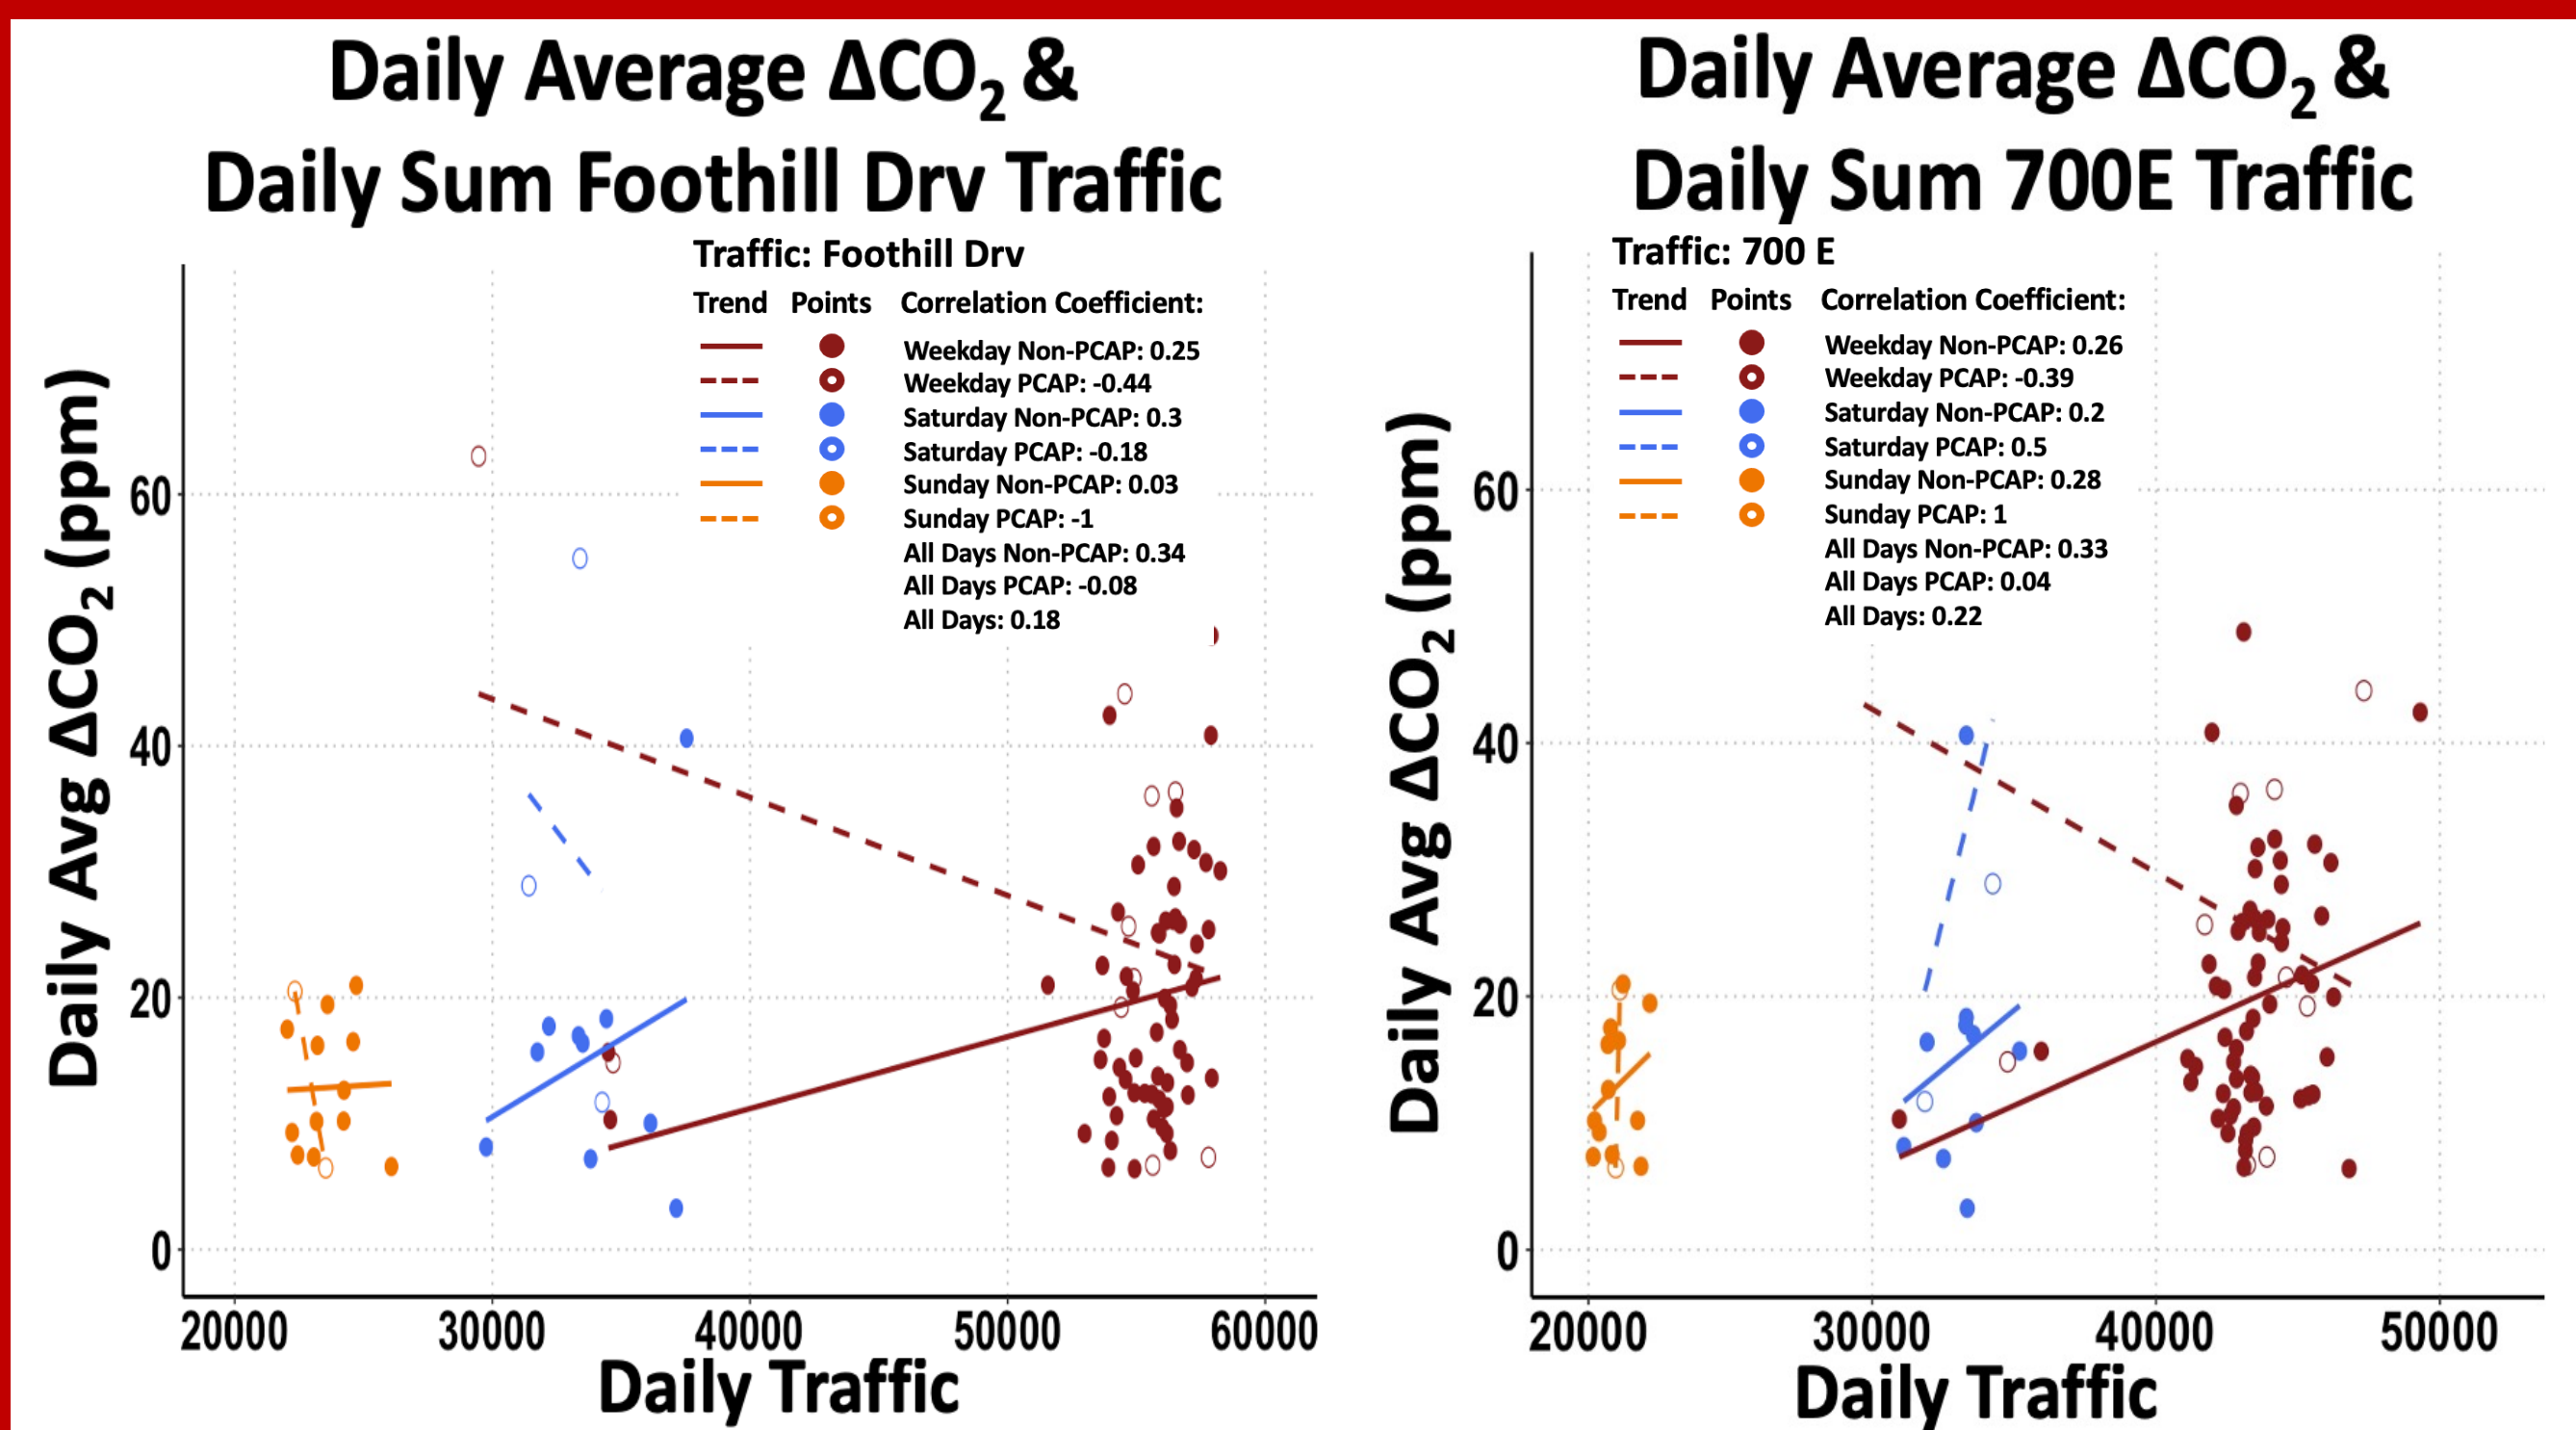 Daily Average ΔCO₂ &
Daily Sum Foothill Drv Traffic
Traffic: Foothill Drv
Trend Points Correlation Coefficient:
Weekday Non-PCAP: 0.25
Weekday PCAP: -0.44
Saturday Non-PCAP: 0.3
Saturday PCAP: -0.18
Sunday Non-PCAP: 0.03
Sunday PCAP: -1
All Days Non-PCAP: 0.34
All Days PCAP: -0.08
All Days: 0.18
Daily Avg ΔCO₂ (ppm)
60
40
20
0
20000 30000 40000 50000 60000
Daily Traffic
Daily Average ΔCO₂ &
Daily Sum 700E Traffic
Traffic: 700 E
Trend Points Correlation Coefficient:
Weekday Non-PCAP: 0.26
Weekday PCAP: -0.39
Saturday Non-PCAP: 0.2
Saturday PCAP: 0.5
Sunday Non-PCAP: 0.28
Sunday PCAP: 1
All Days Non-PCAP: 0.33
All Days PCAP: 0.04
All Days: 0.22
Daily Avg ΔCO₂ (ppm)
60
40
20
0
20000 30000 40000 50000
Daily Traffic